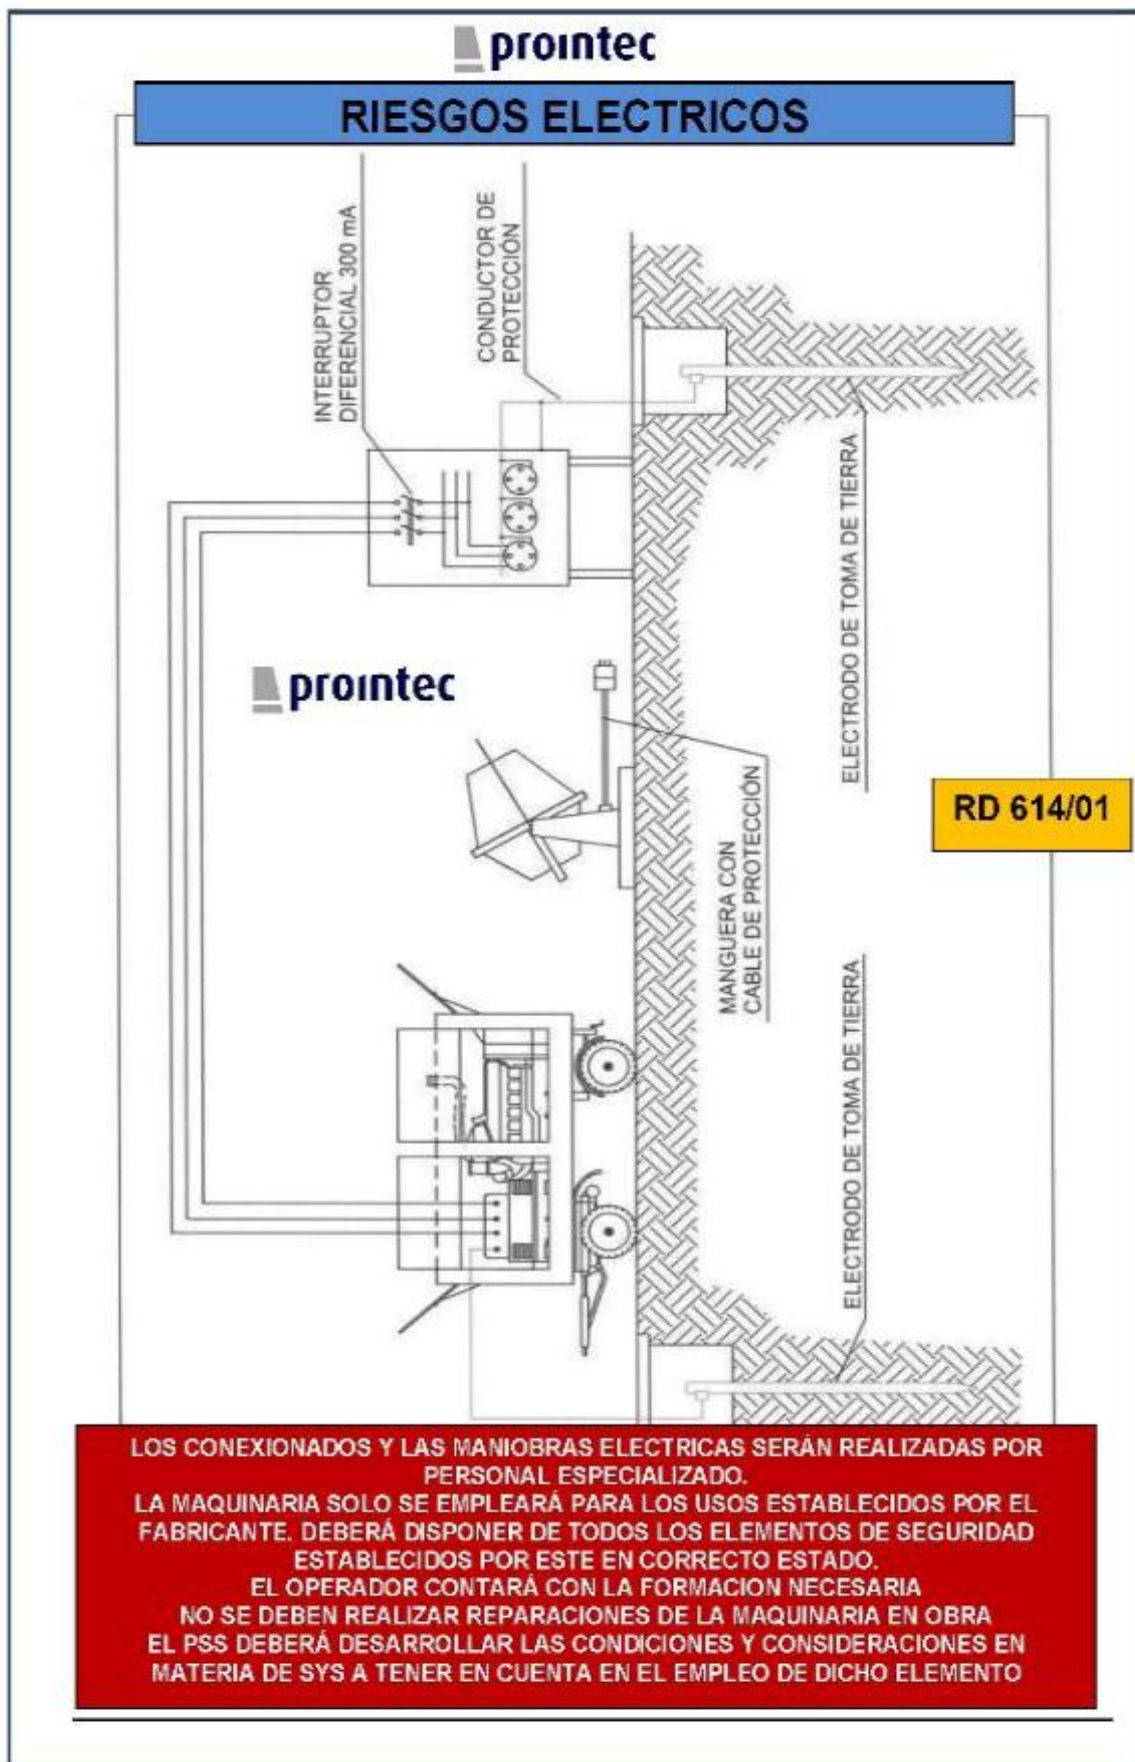 prointec
RIESGOS ELECTRICOS
INTERRUPTOR
DIFERENCIAL 300 mA
CONDUCTOR DE
PROTECCIÓN
ELECTRODO DE TOMA DE TIERRA
prointec
RD 614/01
MANGUERA CON
CABLE DE PROTECCIÓN
ELECTRODO DE TOMA DE TIERRA
LOS CONEXIONADOS Y LAS MANIOBRAS ELECTRICAS SERÁN REALIZADAS POR
PERSONAL ESPECIALIZADO.
LA MAQUINARIA SOLO SE EMPLEARÁ PARA LOS USOS ESTABLECIDOS POR EL
FABRICANTE. DEBERÁ DISPONER DE TODOS LOS ELEMENTOS DE SEGURIDAD
ESTABLECIDOS POR ESTE EN CORRECTO ESTADO.
EL OPERADOR CONTARÁ CON LA FORMACION NECESARIA
NO SE DEBEN REALIZAR REPARACIONES DE LA MAQUINARIA EN OBRA
EL PSS DEBERÁ DESARROLLAR LAS CONDICIONES Y CONSIDERACIONES EN
MATERIA DE SYS A TENER EN CUENTA EN EL EMPLEO DE DICHO ELEMENTO